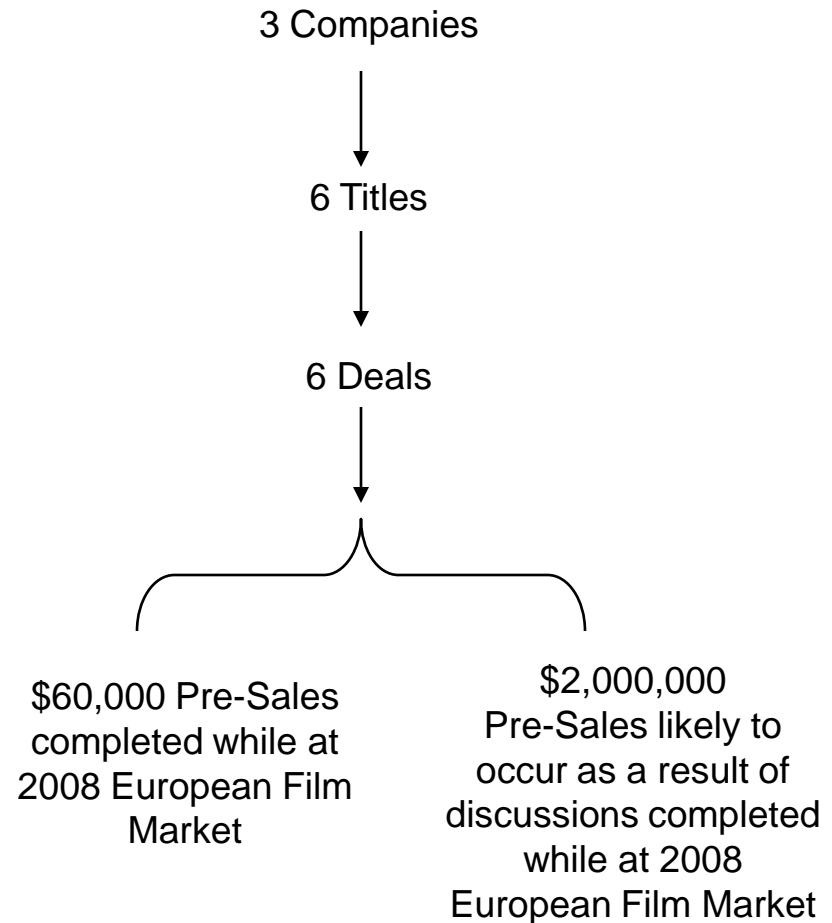 3 Companies
6 Titles
6 Deals
$60,000 Pre-Sales
completed while at
2008 European Film
Market
$2,000,000
Pre-Sales likely to
occur as a result of
discussions completed
while at 2008
European Film Market